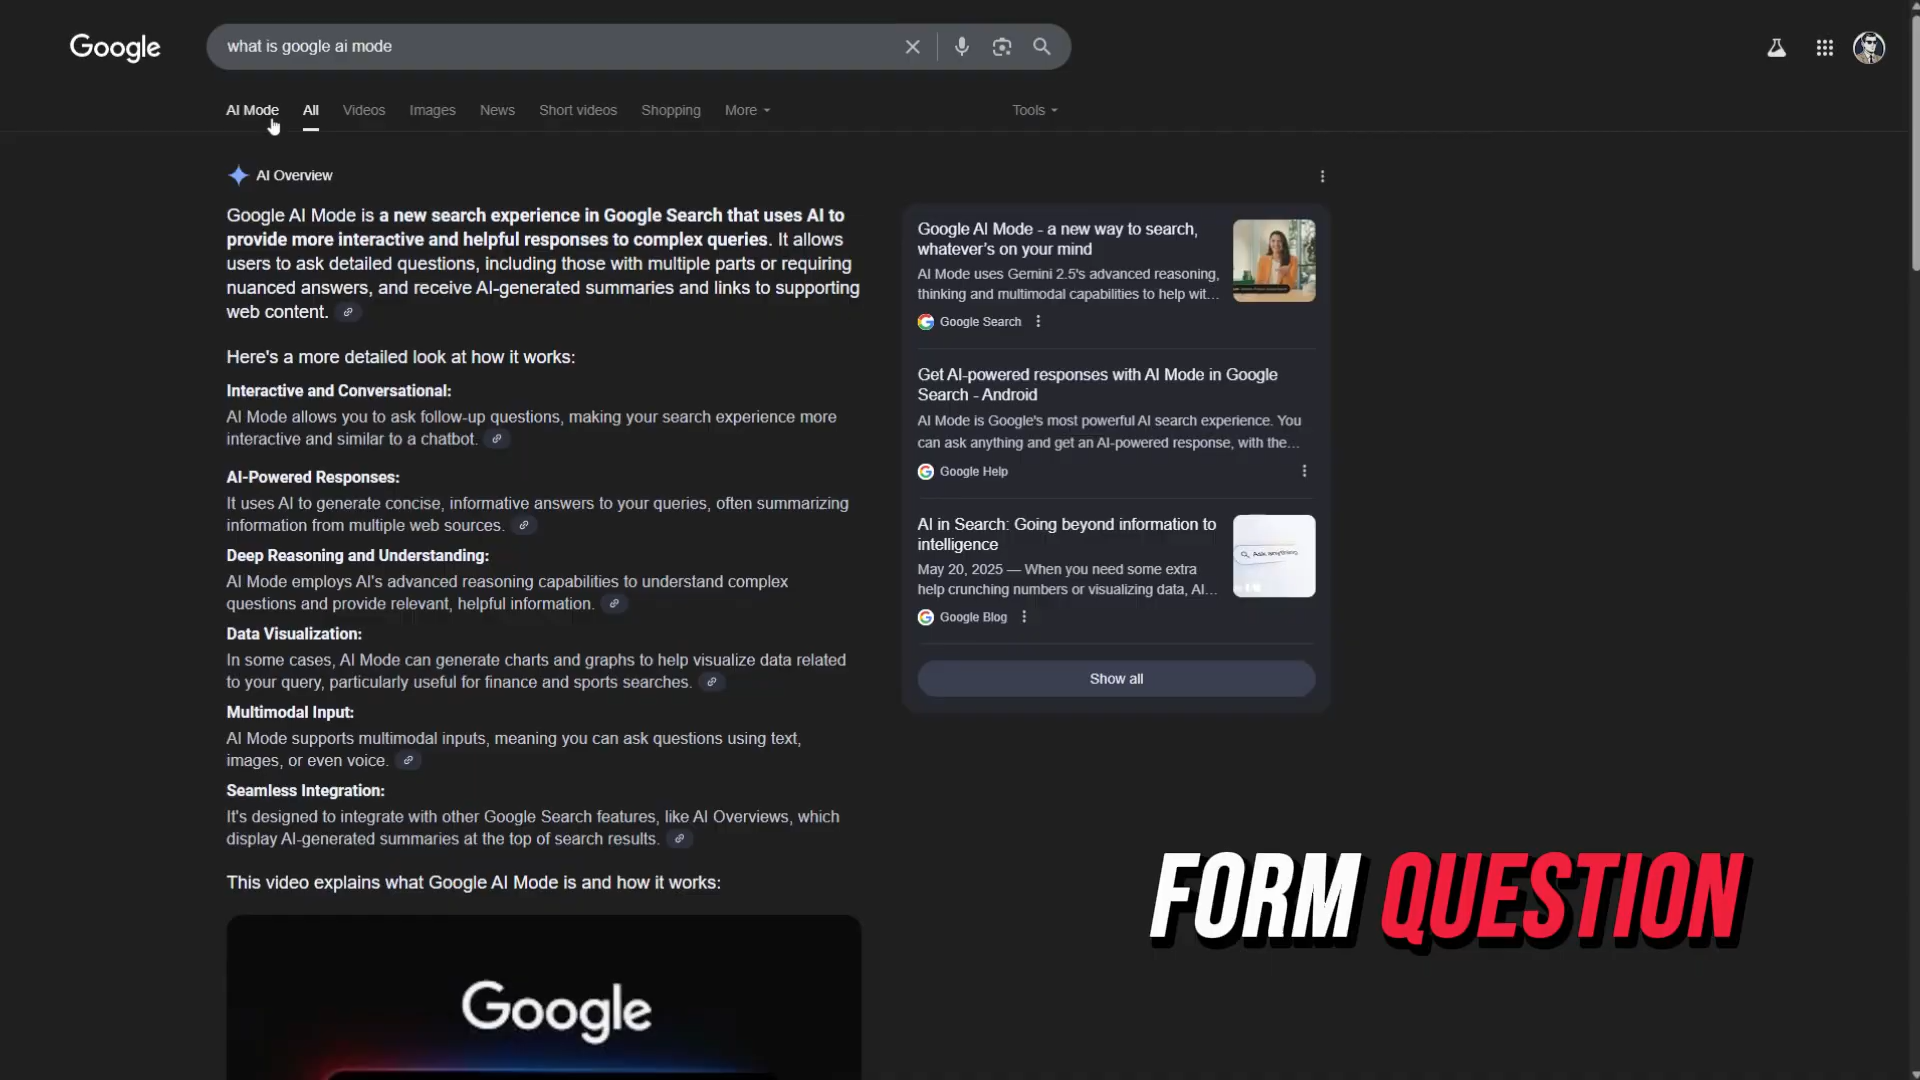 Google
what is google ai mode
AI Mode
All
Videos
Images
News
Short videos
Shopping
More
Tools
AI Overview
Google AI Mode is a new search experience in Google Search that uses AI to
provide more interactive and helpful responses to complex queries. It allows
users to ask detailed questions, including those with multiple parts or requiring
nuanced answers, and receive AI-generated summaries and links to supporting
web content.
Here's a more detailed look at how it works:
Interactive and Conversational:
AI Mode allows you to ask follow-up questions, making your search experience more
interactive and similar to a chatbot.
AI-Powered Responses:
It uses AI to generate concise, informative answers to your queries, often summarizing
information from multiple web sources.
Deep Reasoning and Understanding:
AI Mode employs AI's advanced reasoning capabilities to understand complex
questions and provide relevant, helpful information.
Data Visualization:
In some cases, AI Mode can generate charts and graphs to help visualize data related
to your query, particularly useful for finance and sports searches.
Multimodal Input:
AI Mode supports multimodal inputs, meaning you can ask questions using text,
images, or even voice.
Seamless Integration:
It's designed to integrate with other Google Search features, like AI Overviews, which
display AI-generated summaries at the top of search results.
This video explains what Google AI Mode is and how it works:
Google
Google AI Mode - a new way to search,
whatever's on your mind
AI Mode uses Gemini 2.5's advanced reasoning,
thinking and multimodal capabilities to help wit...
Google Search
Get AI-powered responses with AI Mode in Google
Search - Android
AI Mode is Google's most powerful AI search experience. You
can ask anything and get an AI-powered response, with the...
Google Help
AI in Search: Going beyond information to
intelligence
May 20, 2025 — When you need some extra
help crunching numbers or visualizing data, AI...
Ask anything
Google Blog
Show all
FORM QUESTION